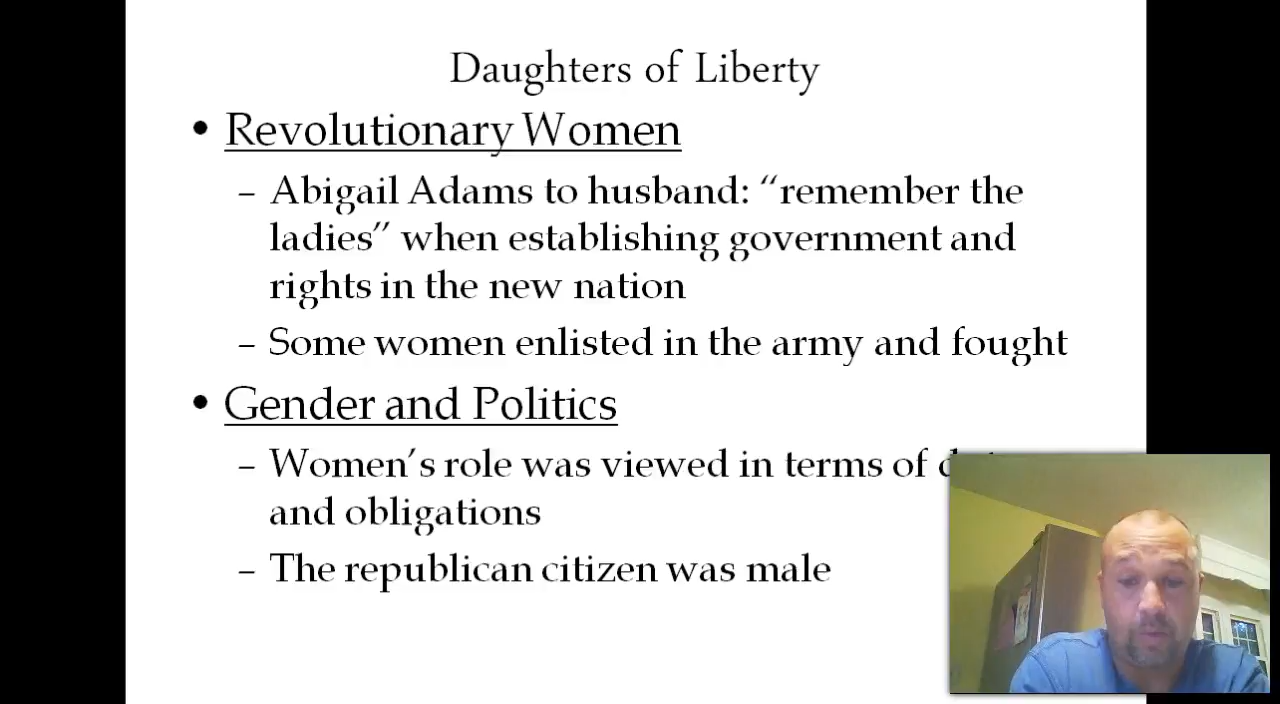 Daughters of Liberty
• Revolutionary Women
– Abigail Adams to husband: “remember the
ladies” when establishing government and
rights in the new nation
– Some women enlisted in the army and fought
• Gender and Politics
– Women’s role was viewed in terms of
and obligations
– The republican citizen was male